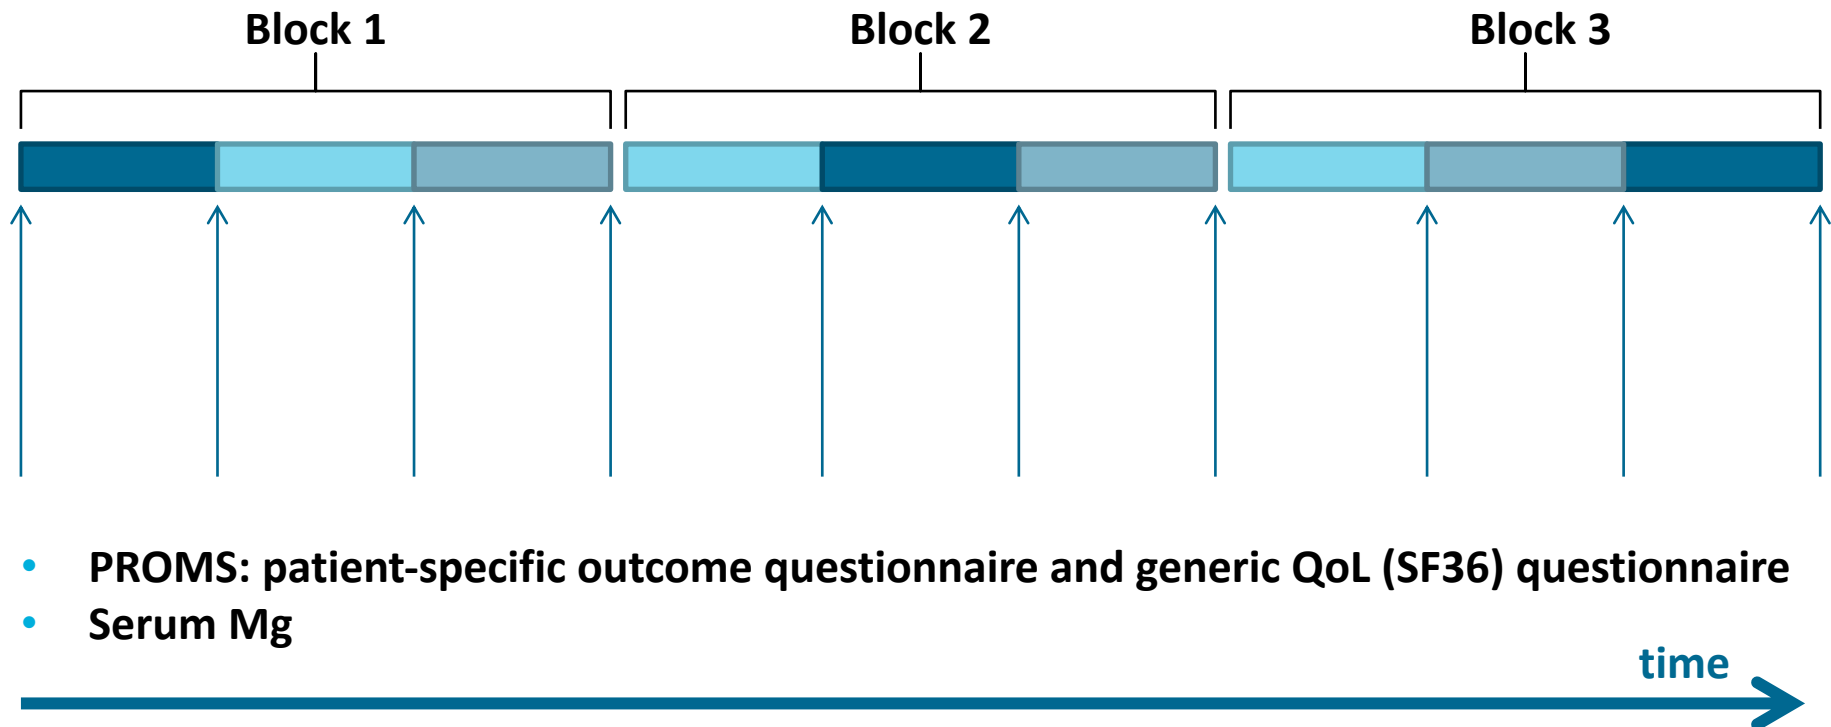 Block 1
Block 2
Block 3
• PROMS: patient-specific outcome questionnaire and generic QoL (SF36) questionnaire
• Serum Mg
time